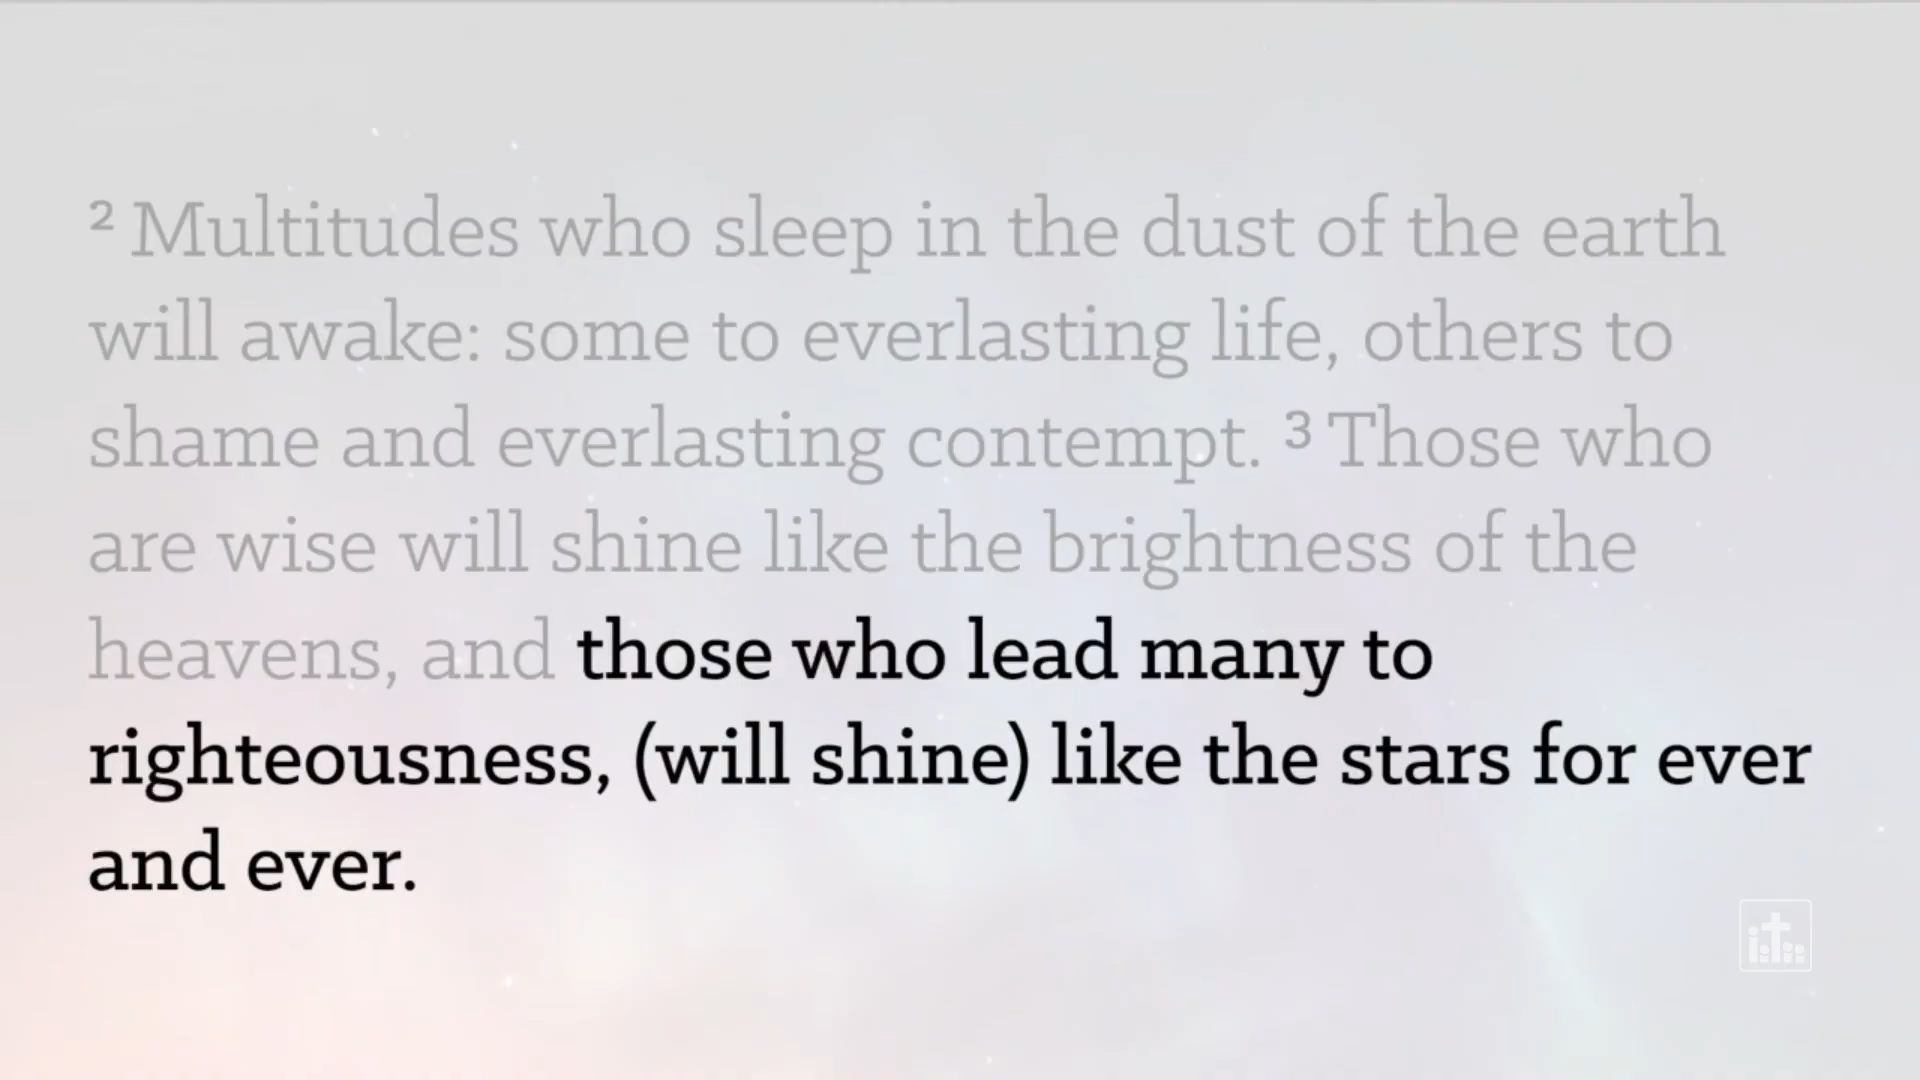 ² Multitudes who sleep in the dust of the earth
will awake: some to everlasting life, others to
shame and everlasting contempt. ³ Those who
are wise will shine like the brightness of the
heavens, and those who lead many to
righteousness, (will shine) like the stars for ever
and ever.